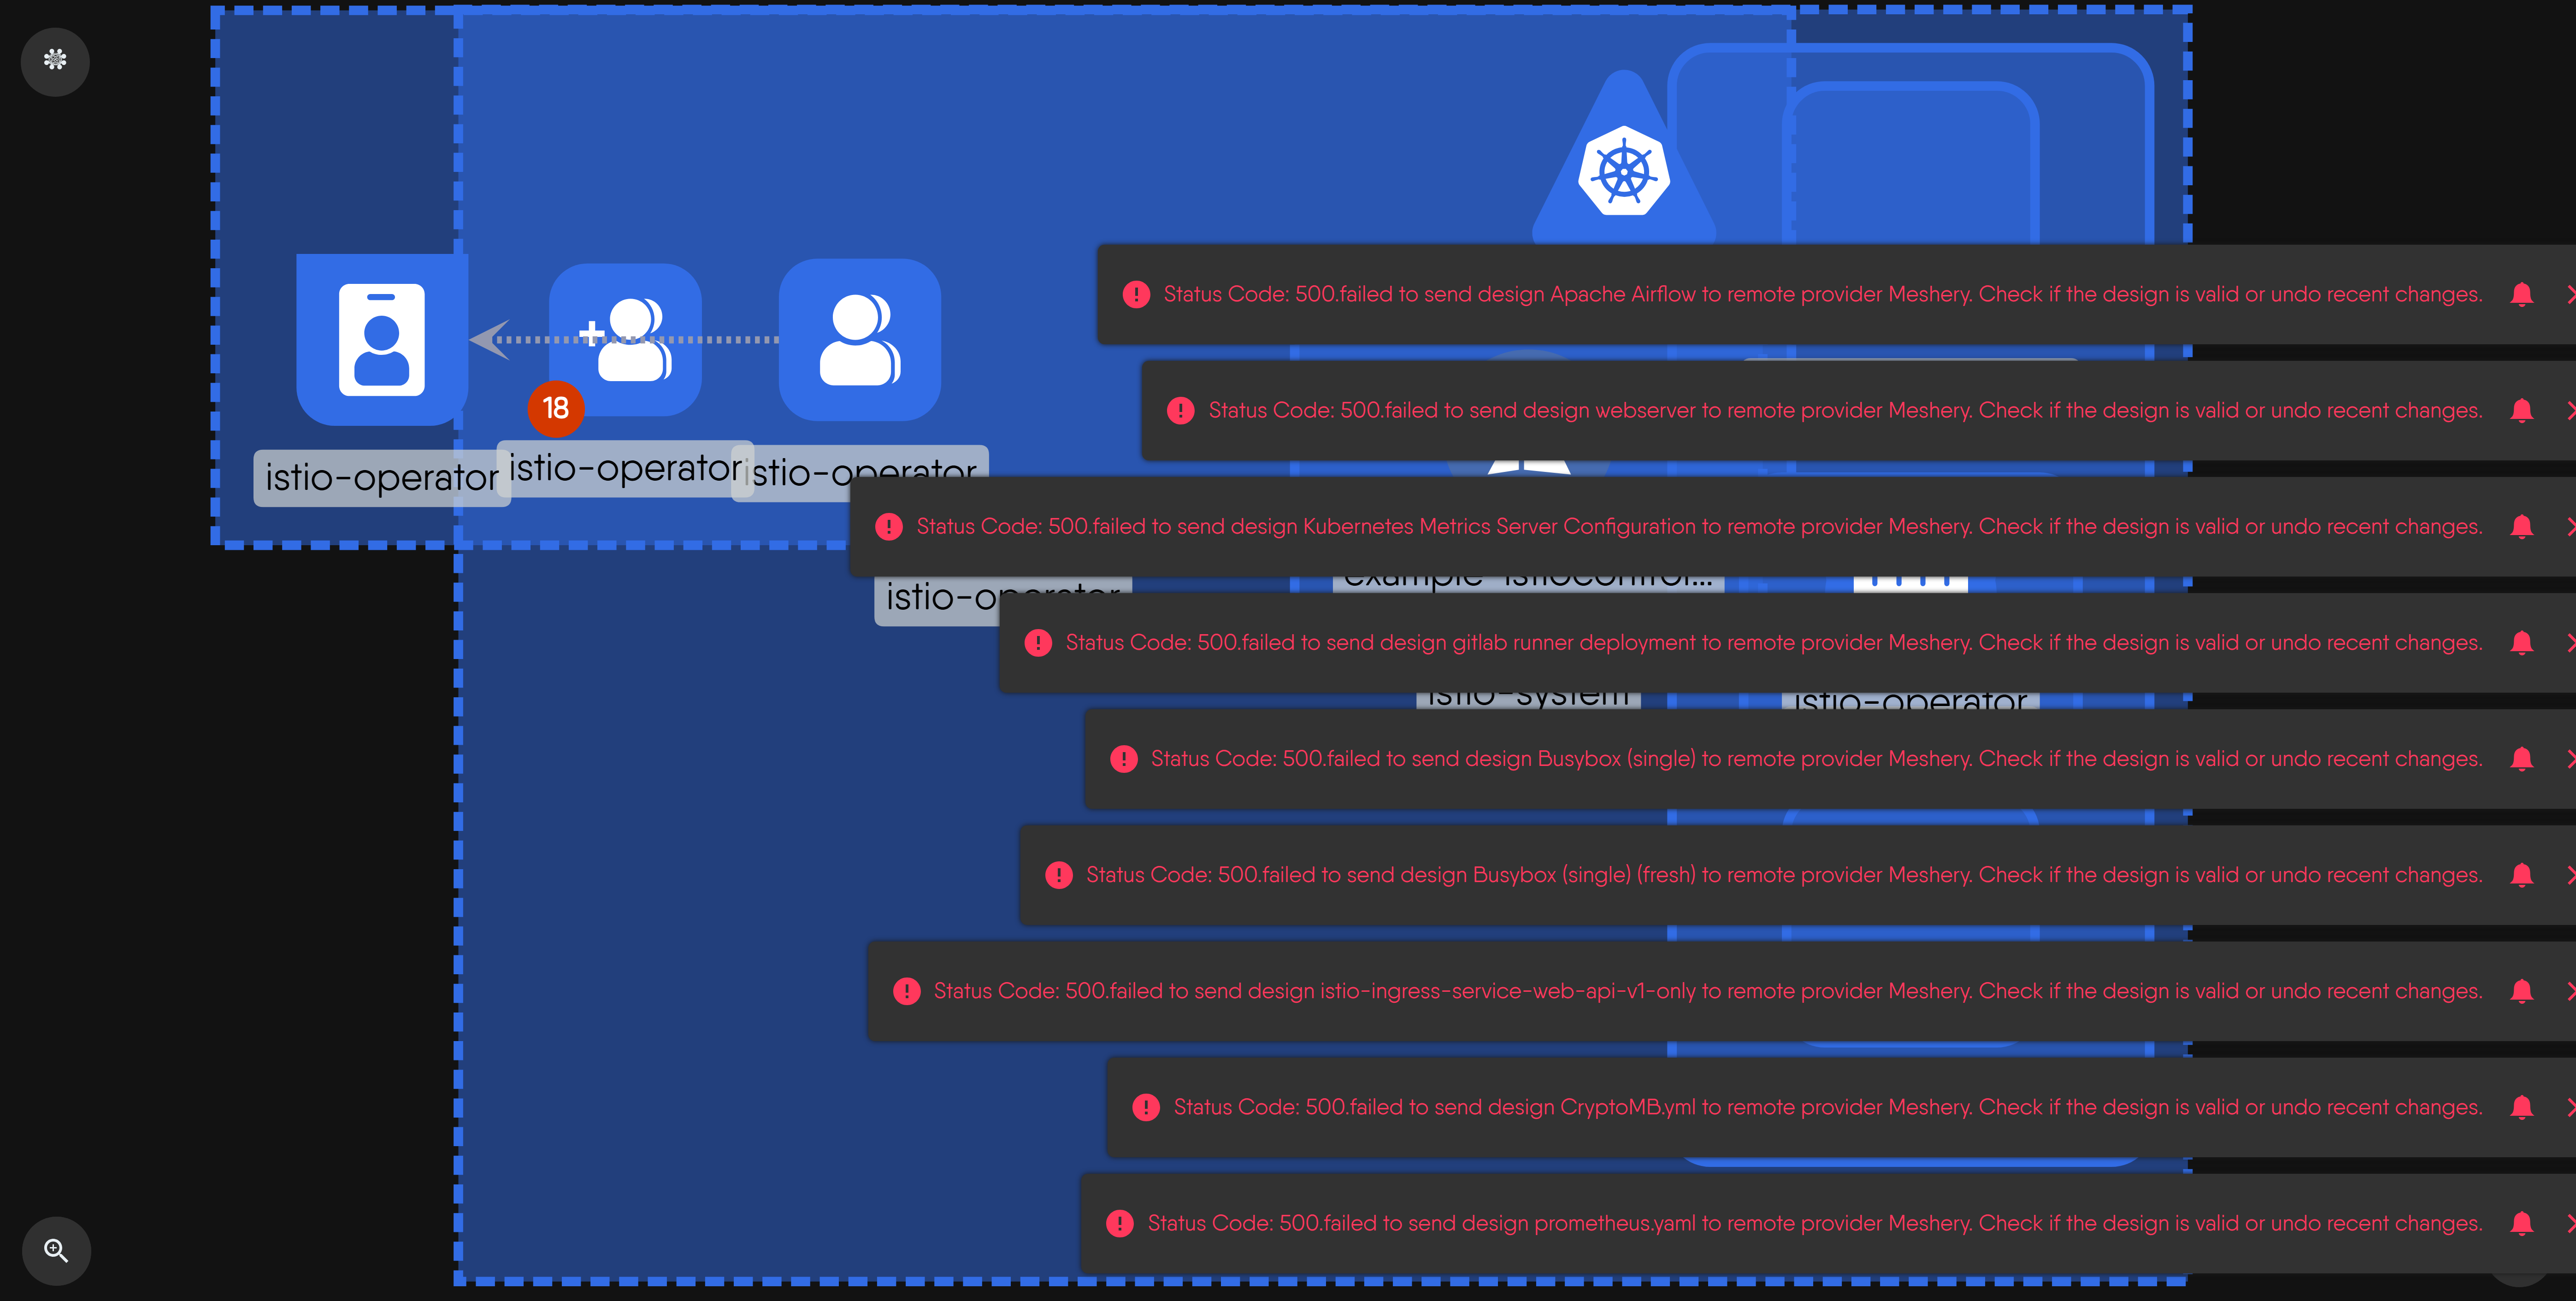 Status Code: 500.failed to send design Apache Airflow to remote provider Meshery. Check if the design is valid or undo recent changes.
18
Status Code: 500.failed to send design webserver to remote provider Meshery. Check if the design is valid or undo recent changes.
istio-operator
istio-operator
istio-operator
Status Code: 500.failed to send design Kubernetes Metrics Server Configuration to remote provider Meshery. Check if the design is valid or undo recent changes.
example-istiocontrol...
istio-operator
Status Code: 500.failed to send design gitlab runner deployment to remote provider Meshery. Check if the design is valid or undo recent changes.
istio-system
istio-operator
Status Code: 500.failed to send design Busybox (single) to remote provider Meshery. Check if the design is valid or undo recent changes.
Status Code: 500.failed to send design Busybox (single) (fresh) to remote provider Meshery. Check if the design is valid or undo recent changes.
Status Code: 500.failed to send design istio-ingress-service-web-api-v1-only to remote provider Meshery. Check if the design is valid or undo recent changes.
Status Code: 500.failed to send design CryptoMB.yml to remote provider Meshery. Check if the design is valid or undo recent changes.
Status Code: 500.failed to send design prometheus.yaml to remote provider Meshery. Check if the design is valid or undo recent changes.